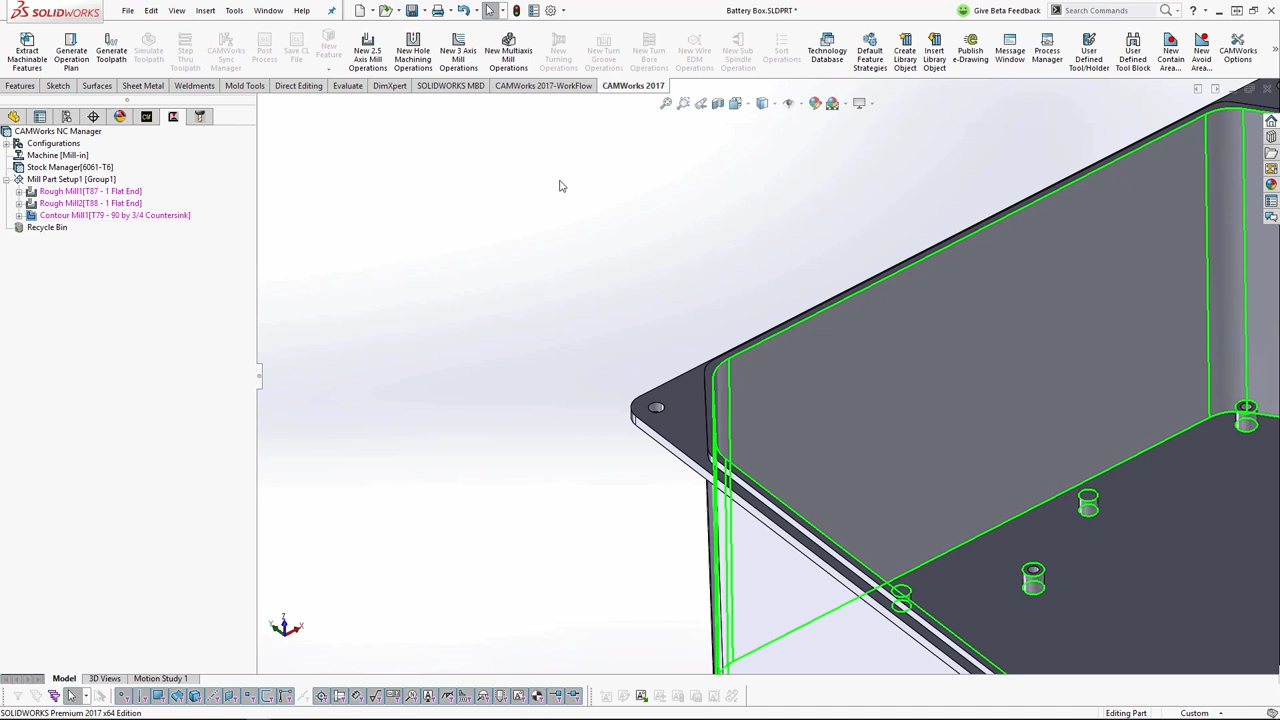 SOLIDWORKS
File Edit View Insert Tools Window Help
Battery Box.SLDPRT *
Give Beta Feedback
Search Commands
Extract Machinable Features
Generate Operation Plan
Generate Toolpath
Simulate Toolpath
Step Thru Toolpath
CAMWorks Sync Manager
Post Process
Save CL File
New Feature
New 2.5 Axis Mill Operations
New Hole Machining Operations
New 3 Axis Mill Operations
New Multiaxis Mill Operations
New Turning Operations
New Turn Groove Operations
New Turn Bore Operations
New Wire EDM Operations
New Sub Spindle Operation
Sort Operations
Technology Database
Default Feature Strategies
Create Library Object
Insert Library Object
Publish e-Drawing
Message Window
Process Manager
User Defined Tool/Holder
User Defined Tool Block
New Contain Area...
New Avoid Area...
CAMWorks Options
Features Sketch Surfaces Sheet Metal Weldments Mold Tools Direct Editing Evaluate DimXpert SOLIDWORKS MBD CAMWorks 2017-WorkFlow CAMWorks 2017
CAMWorks NC Manager
Configurations
Machine [Mill-in]
Stock Manager[6061-T6]
Mill Part Setup1 [Group1]
Rough Mill1[T87 - 1 Flat End]
Rough Mill2[T88 - 1 Flat End]
Contour Mill1[T79 - 90 by 3/4 Countersink]
Recycle Bin
Z
Y X
Model 3D Views Motion Study 1
SOLIDWORKS Premium 2017 x64 Edition
Editing Part Custom